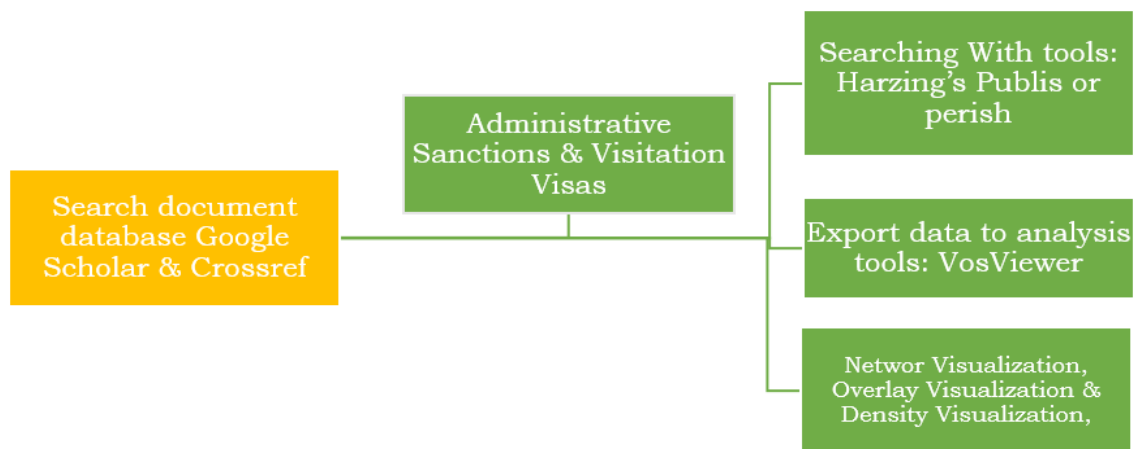 Search document
database Google
Scholar & Crossref
Administrative
Sanctions & Visitation
Visas
Searching With tools:
Harzing's Publis or
perish
Export data to analysis
tools: VosViewer
Networ Visualization,
Overlay Visualization &
Density Visualization,